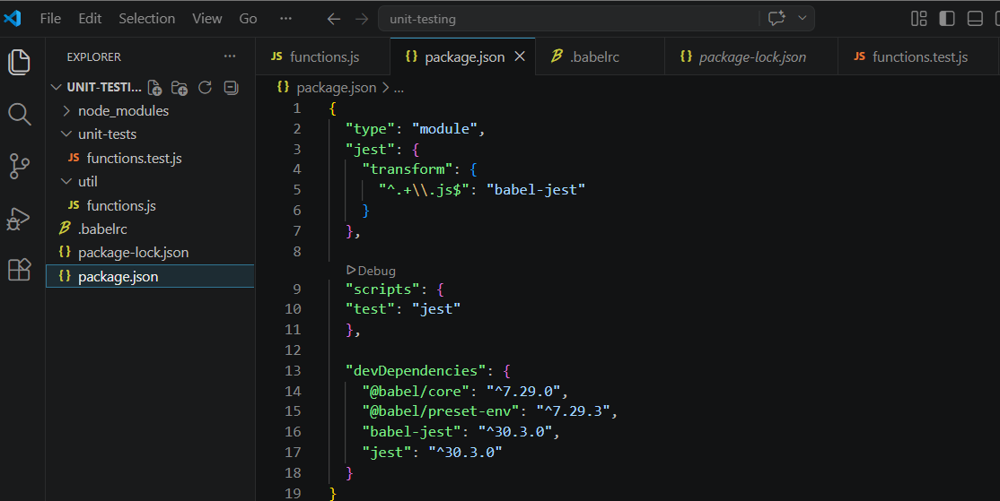 File Edit Selection View Go ··· unit-testing
EXPLORER ···
JS functions.js {} package.json .babelrc {} package-lock.json JS functions.test.js
UNIT-TESTI...
node_modules
unit-tests
JS functions.test.js
util
JS functions.js
.babelrc
{} package-lock.json
{} package.json
{} package.json > ...
1 {
2 "type": "module",
3 "jest": {
4 "transform": {
5 "^.+\\.js$": "babel-jest"
6 }
7 },
8
Debug
9 "scripts": {
10 "test": "jest"
11 },
12
13 "devDependencies": {
14 "@babel/core": "^7.29.0",
15 "@babel/preset-env": "^7.29.3",
16 "babel-jest": "^30.3.0",
17 "jest": "^30.3.0"
18 }
19 }